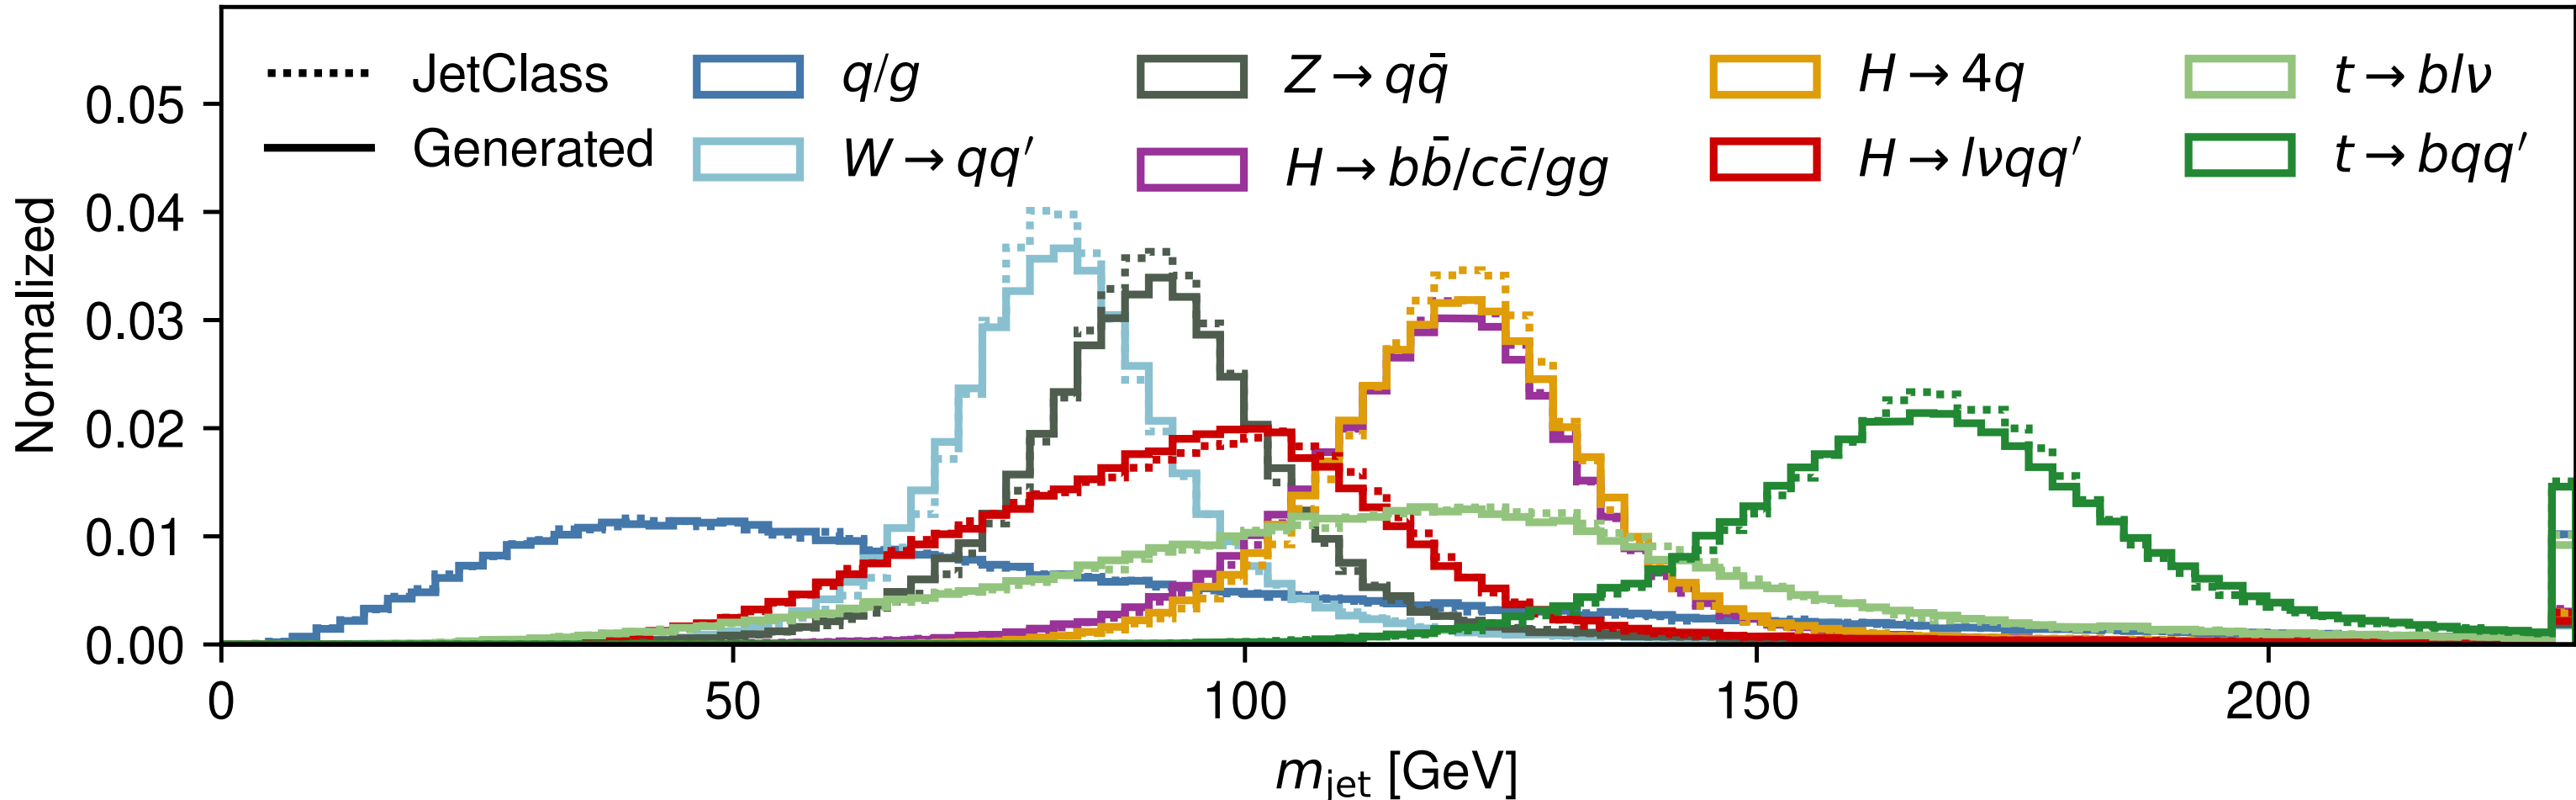 JetClass
Generated
q/g
W → qq′
Z → qq̄
H → bb̄/cc̄/gg
H → 4q
H → lνqq′
t → blν
t → bqq′
Normalized
0.05
0.04
0.03
0.02
0.01
0.00
0 50 100 150 200
m_jet [GeV]